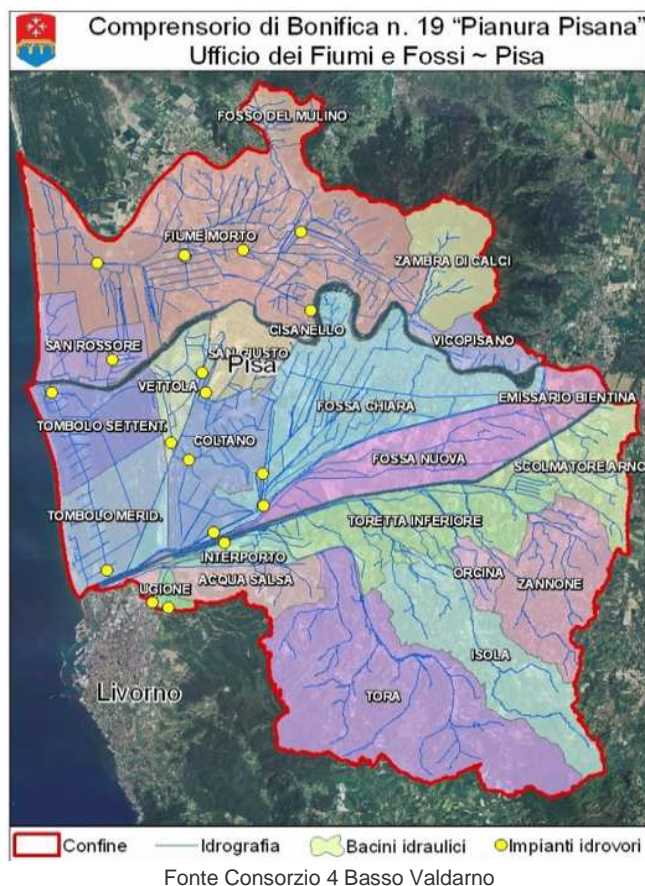 Comprensorio di Bonifica n. 19 “Pianura Pisana”
Ufficio dei Fiumi e Fossi ~ Pisa
FOSSO DEL MULINO
FIUME MORTO
ZAMBRA DI CALCI
CISANELLO
VICOPISANO
SAN ROSSORE
SAN GIUSTO
Pisa
VETTOLA
EMISSARIO BIENTINA
FOSSA CHIARA
TOMBOLO SETTENT.
COLTANO
FOSSA NUOVA
SCOLMATORE ARNO
TOMBOLO MERID.
TORETTA INFERIORE
INTERPORTO
ACQUA SALSA
ORCINA
ZANNONE
UGIONE
ISOLA
Livorno
TORA
Confine
Idrografia
Bacini idraulici
Impianti idrovori
Fonte Consorzio 4 Basso Valdarno